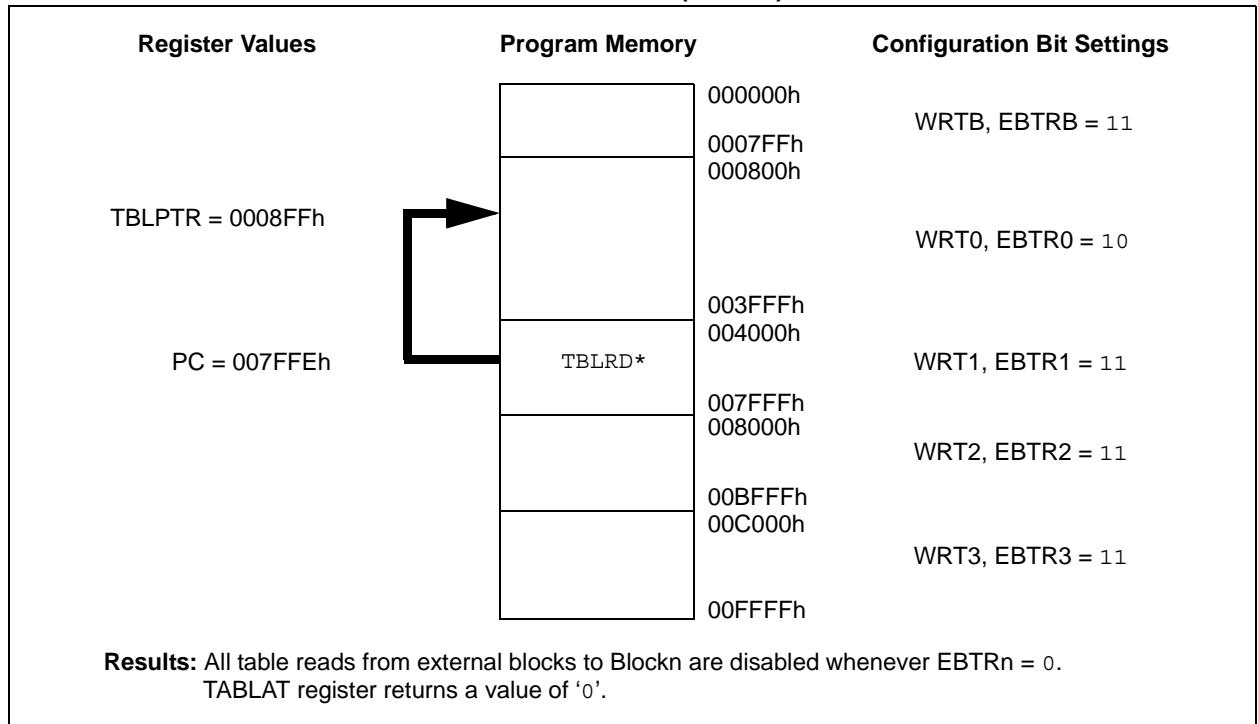 Register Values Program Memory Configuration Bit Settings
000000h
WRTB, EBTRB = 11
0007FFh
000800h
TBLPTR = 0008FFh
WRT0, EBTR0 = 10
003FFFh
004000h
PC = 007FFEh TBLRD* WRT1, EBTR1 = 11
007FFFh
008000h
WRT2, EBTR2 = 11
00BFFFh
00C000h
WRT3, EBTR3 = 11
00FFFFh
Results: All table reads from external blocks to Blockn are disabled whenever EBTRn = 0.
TABLAT register returns a value of ‘0’.